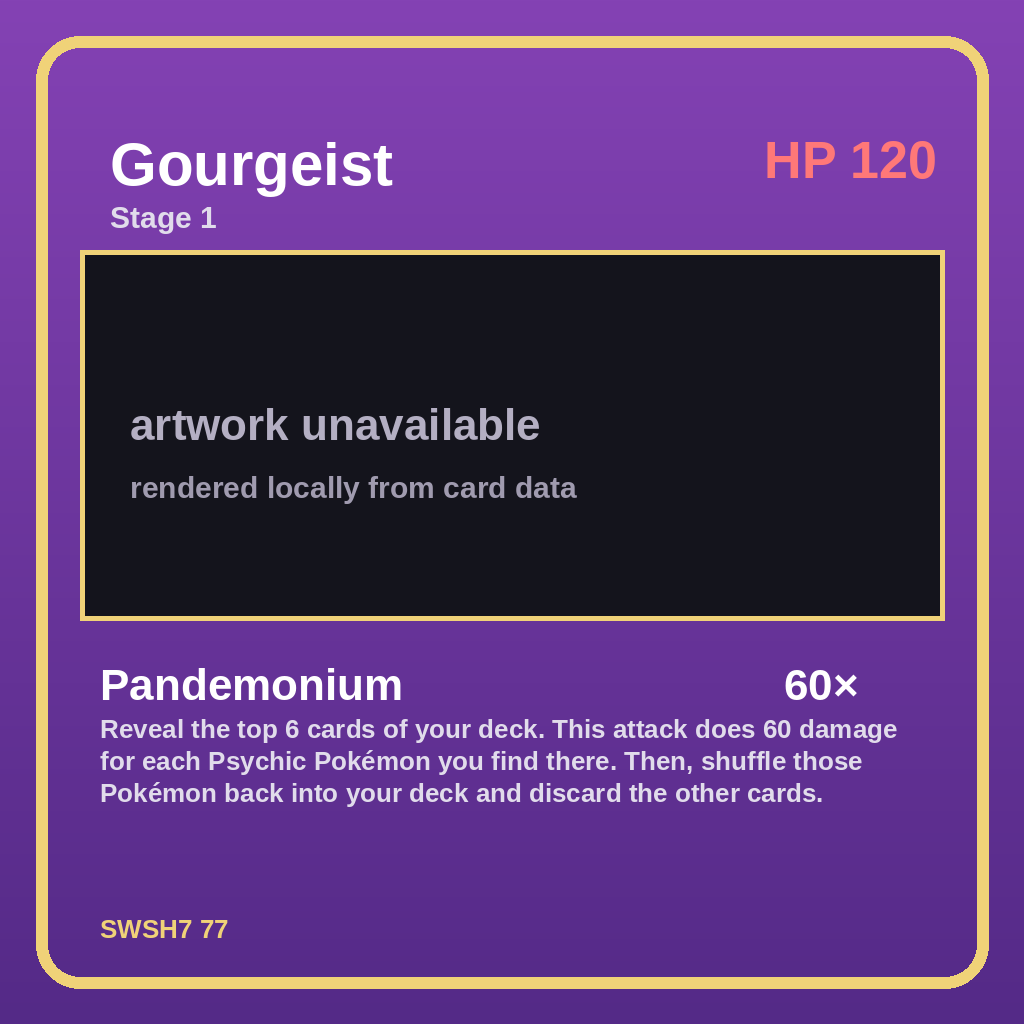 Gourgeist
HP 120
Stage 1
artwork unavailable
rendered locally from card data
Pandemonium
60×
Reveal the top 6 cards of your deck. This attack does 60 damage
for each Psychic Pokémon you find there. Then, shuffle those
Pokémon back into your deck and discard the other cards.
SWSH7 77